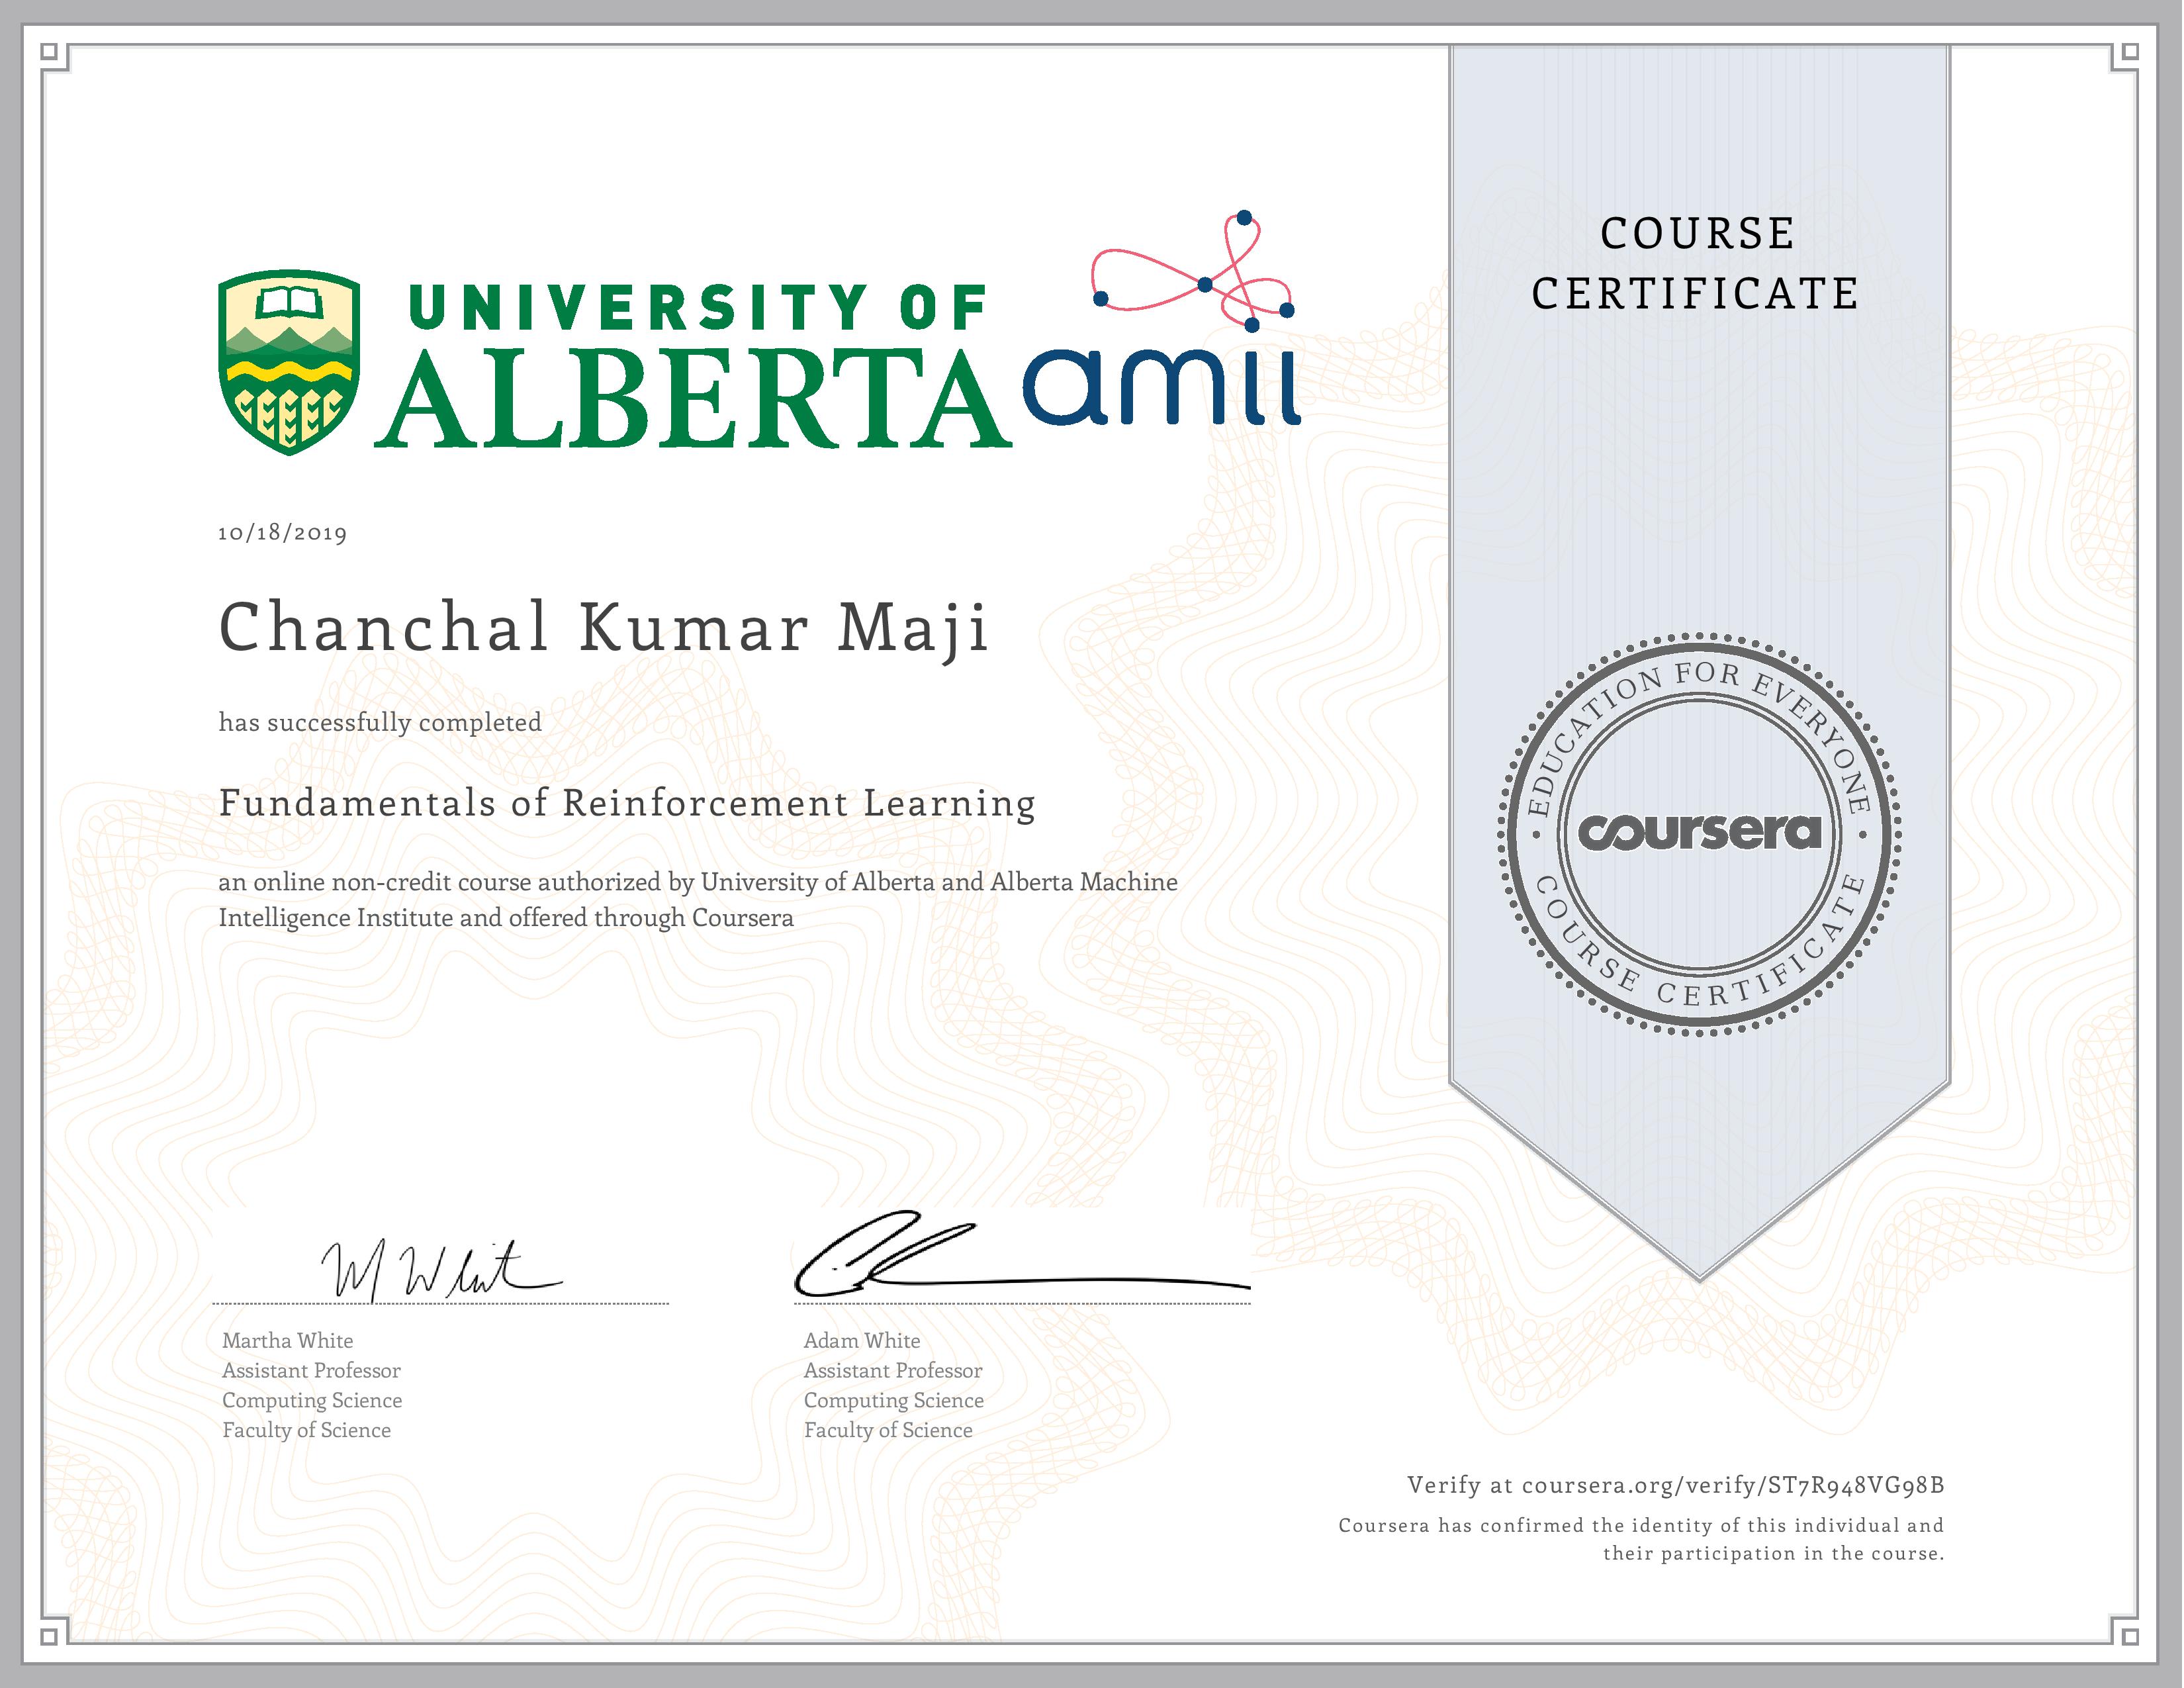 UNIVERSITY OF
ALBERTA
amii
10/18/2019
Chanchal Kumar Maji
has successfully completed
Fundamentals of Reinforcement Learning
an online non-credit course authorized by University of Alberta and Alberta Machine
Intelligence Institute and offered through Coursera
M White
Martha White
Assistant Professor
Computing Science
Faculty of Science
Adam White
Assistant Professor
Computing Science
Faculty of Science
COURSE
CERTIFICATE
EDUCATION FOR EVERYONE
coursera
COURSE CERTIFICATE
Verify at coursera.org/verify/ST7R948VG98B
Coursera has confirmed the identity of this individual and
their participation in the course.